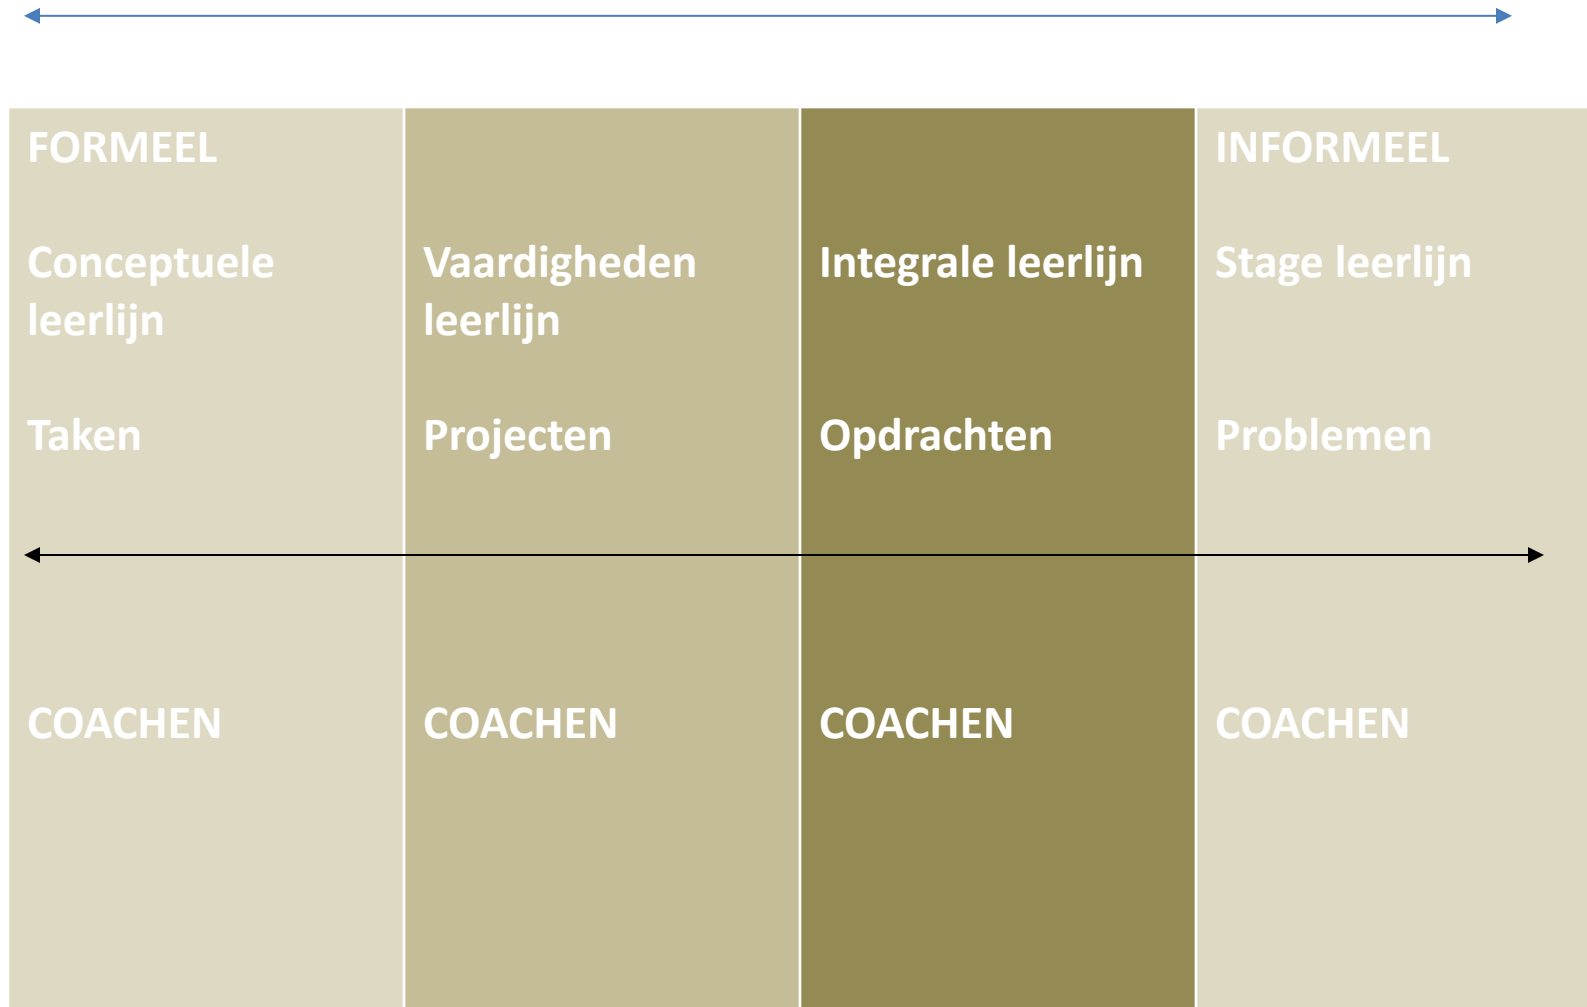 FORMEEL
Conceptuele
leerlijn
Taken
COACHEN
Vaardigheden
leerlijn
Projecten
COACHEN
Integrale leerlijn
Opdrachten
COACHEN
INFORMEEL
Stage leerlijn
Problemen
COACHEN